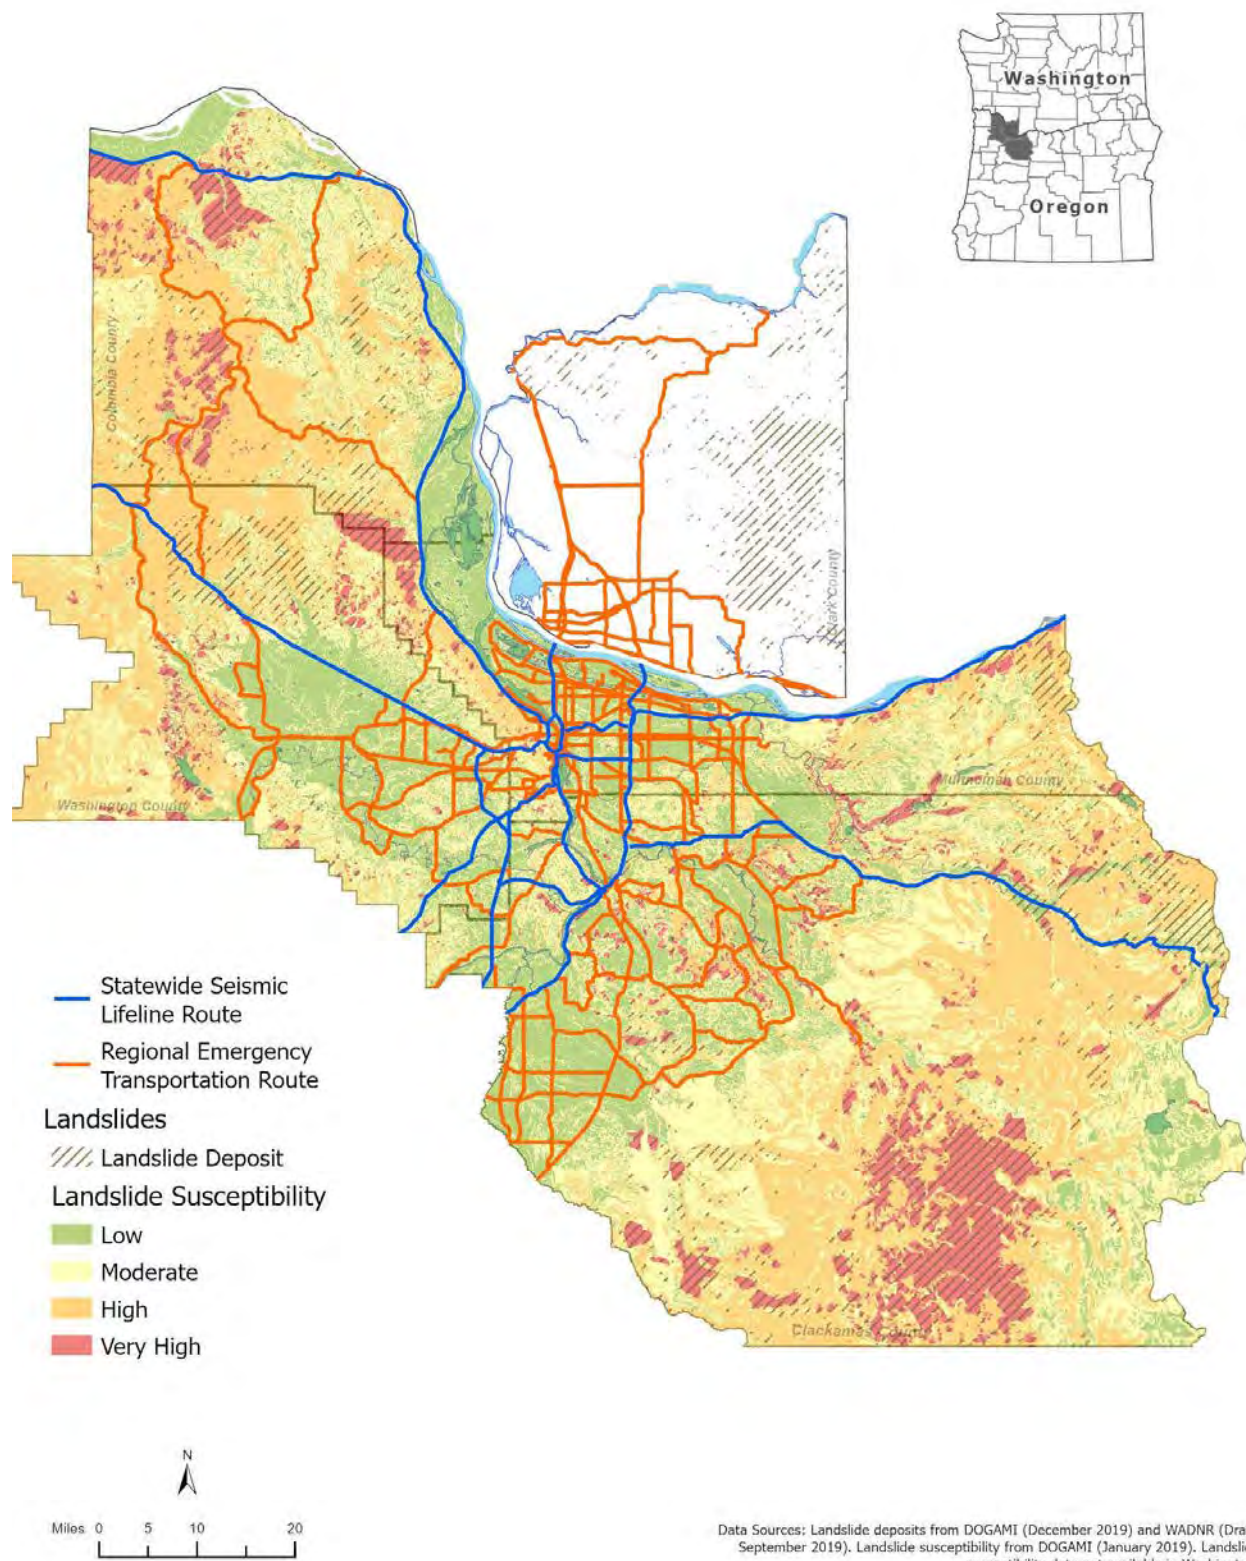 Washington
Oregon
Columbia County
Clark County
Multnomah County
Washington County
Statewide Seismic
Lifeline Route
Regional Emergency
Transportation Route
Landslides
Landslide Deposit
Landslide Susceptibility
Low
Moderate
High
Very High
Clackamas County
N
Miles 0 5 10 20
Data Sources: Landslide deposits from DOGAMI (December 2019) and WADNR (Dra
September 2019). Landslide susceptibility from DOGAMI (January 2019). Landsli